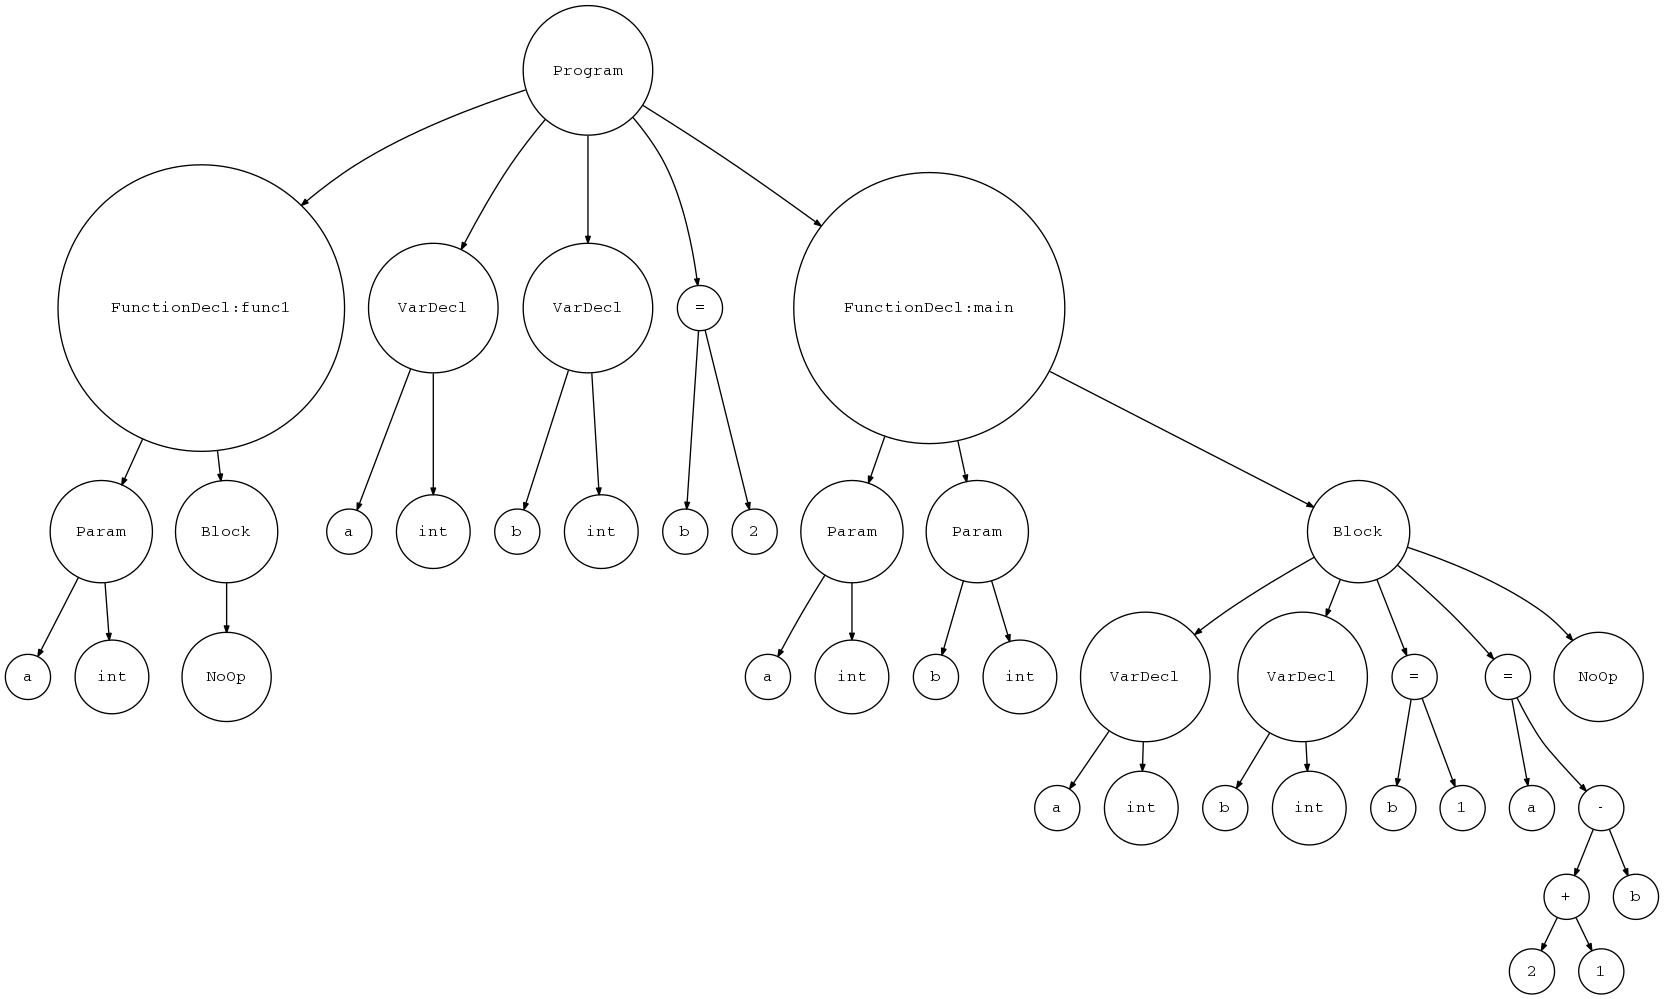 Program
FunctionDecl:func1
VarDecl
VarDecl
=
FunctionDecl:main
Param
Block
a
int
b
int
b
2
Param
Param
Block
a
int
NoOp
a
int
b
int
VarDecl
VarDecl
=
=
NoOp
a
int
b
int
b
1
a
-
+
b
2
1